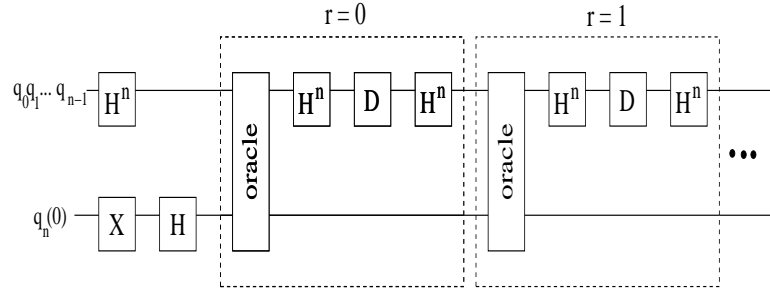 r = 0 r = 1
q₀q₁... qₙ₋₁ Hⁿ oracle Hⁿ D Hⁿ oracle Hⁿ D Hⁿ
...
qₙ(0) X H